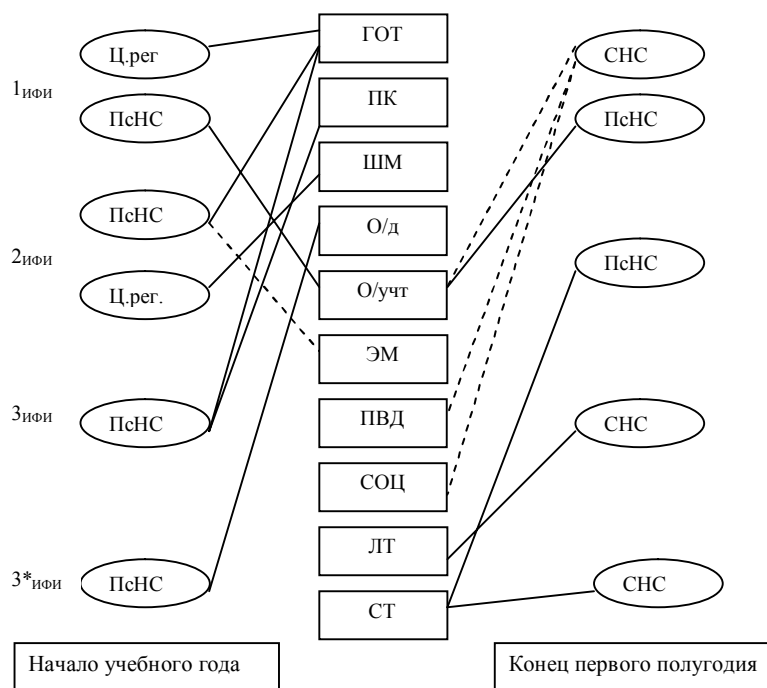 ГОТ
Ц.рег
СНС
1ИФИ
ПК
ПсНС
ПсНС
ШМ
ПсНС
О/д
2ИФИ
ПсНС
Ц.рег.
О/учт
ЭМ
3ИФИ
ПсНС
ПВД
СНС
СОЦ
ЛТ
3*ИФИ
ПсНС
СНС
СТ
Начало учебного года
Конец первого полугодия